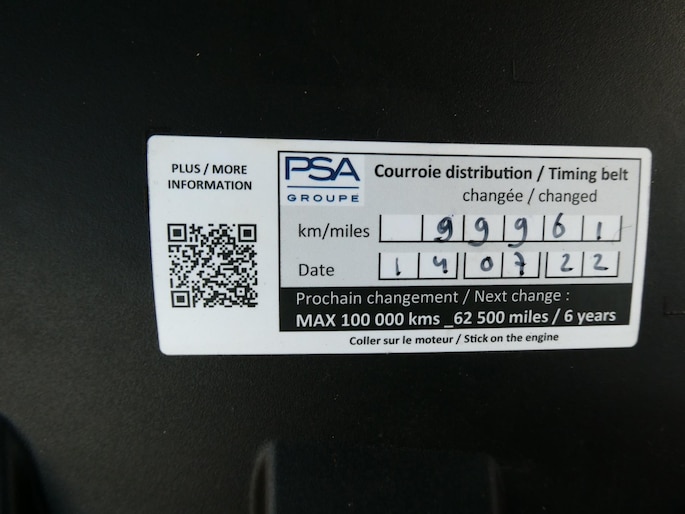 PLUS / MORE
INFORMATION
PSA
GROUPE
Courroie distribution / Timing belt
changée / changed
km/miles 99961
Date 14 07 22
Prochain changement / Next change :
MAX 100 000 kms _62 500 miles / 6 years
Coller sur le moteur / Stick on the engine